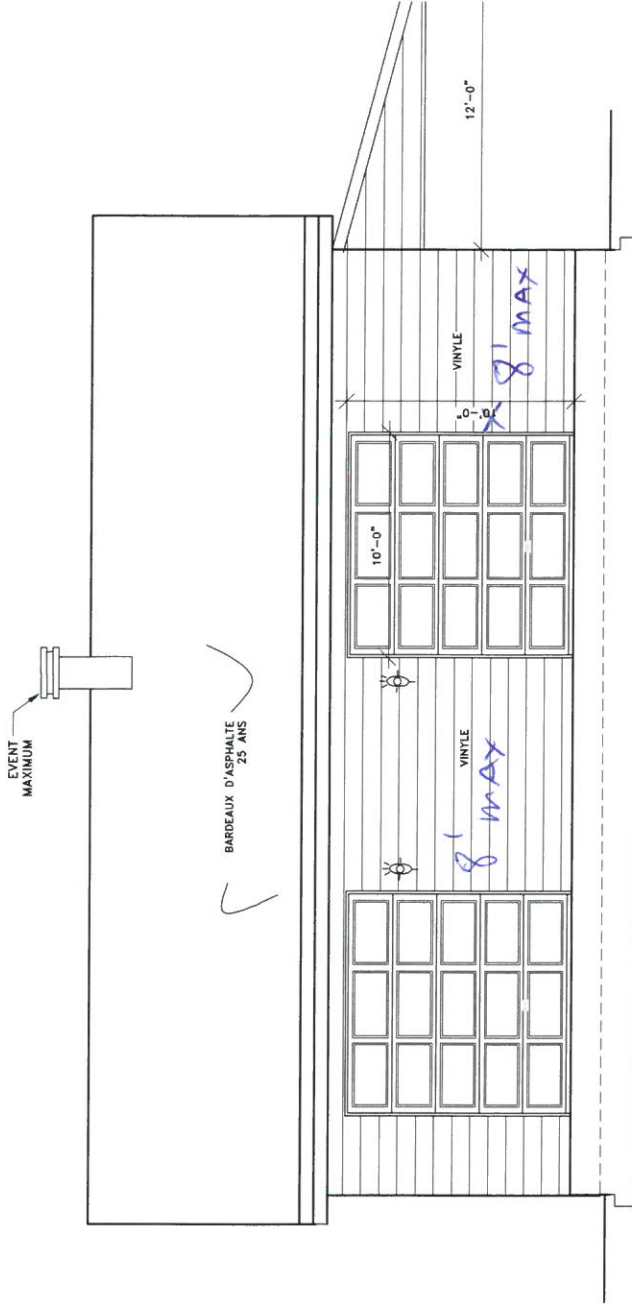 EVENT
MAXIMUM
BARDEAUX D'ASPHALTE
25 ANS
12'-0"
VINYLE
10'-0"
x 8' MAX
10'-0"
VINYLE
8' MAX